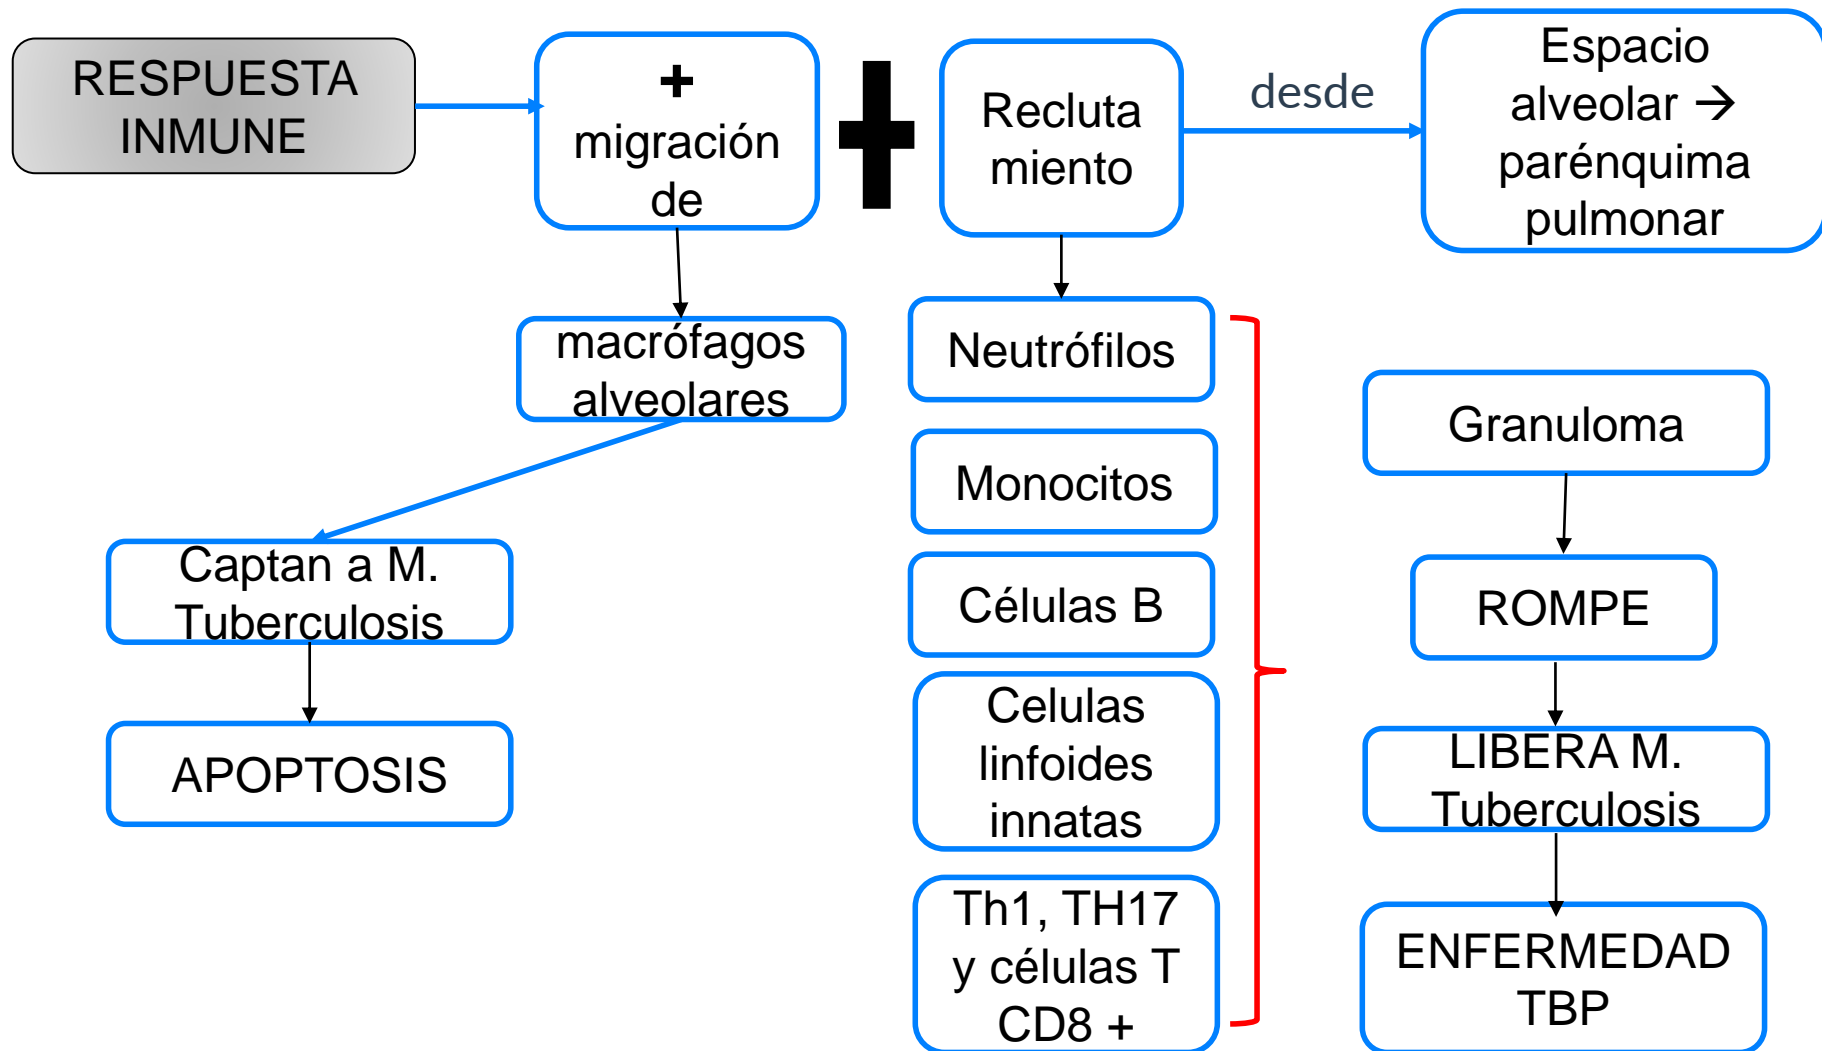 RESPUESTA
INMUNE
+
migración
de
+
Recluta
miento
desde
Espacio
alveolar →
parénquima
pulmonar
macrófagos
alveolares
Captan a M.
Tuberculosis
APOPTOSIS
Neutrófilos
Monocitos
Células B
Celulas
linfoides
innatas
Th1, TH17
y células T
CD8 +
Granuloma
ROMPE
LIBERA M.
Tuberculosis
ENFERMEDAD
TBP